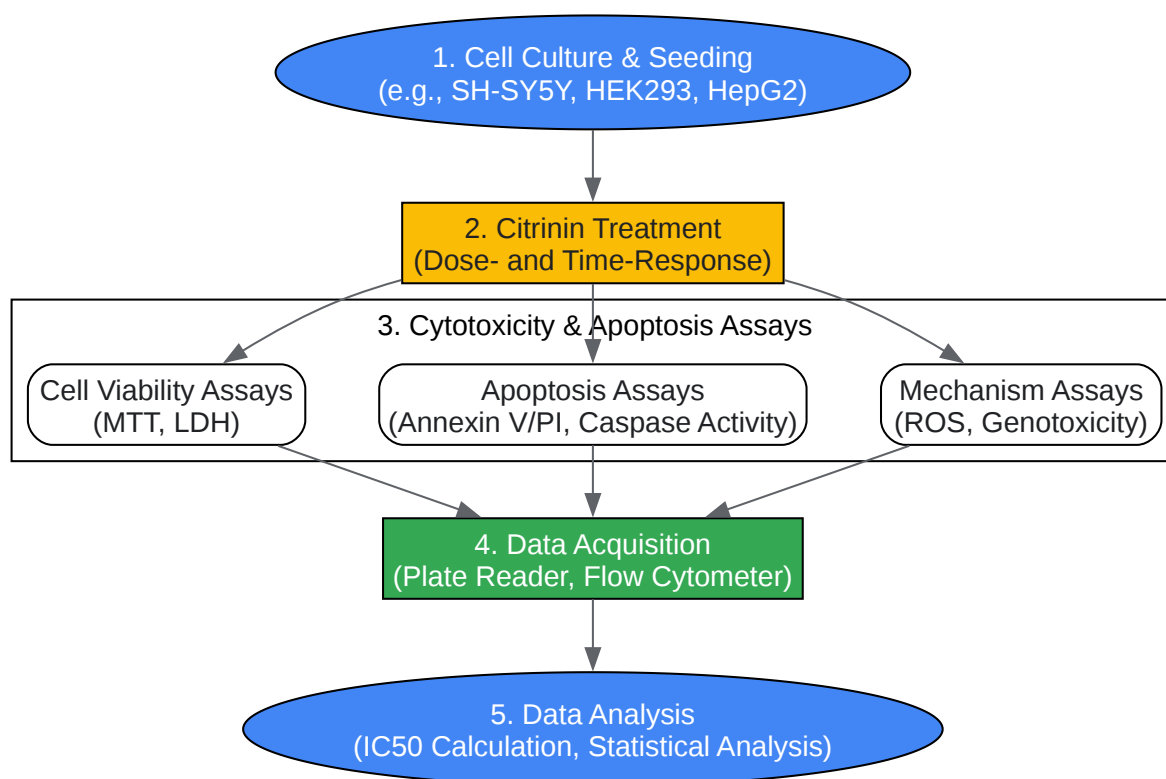 1. Cell Culture & Seeding
(e.g., SH-SY5Y, HEK293, HepG2)
2. Citrinin Treatment
(Dose- and Time-Response)
3. Cytotoxicity & Apoptosis Assays
Cell Viability Assays
(MTT, LDH)
Apoptosis Assays
(Annexin V/PI, Caspase Activity)
Mechanism Assays
(ROS, Genotoxicity)
4. Data Acquisition
(Plate Reader, Flow Cytometer)
5. Data Analysis
(IC50 Calculation, Statistical Analysis)